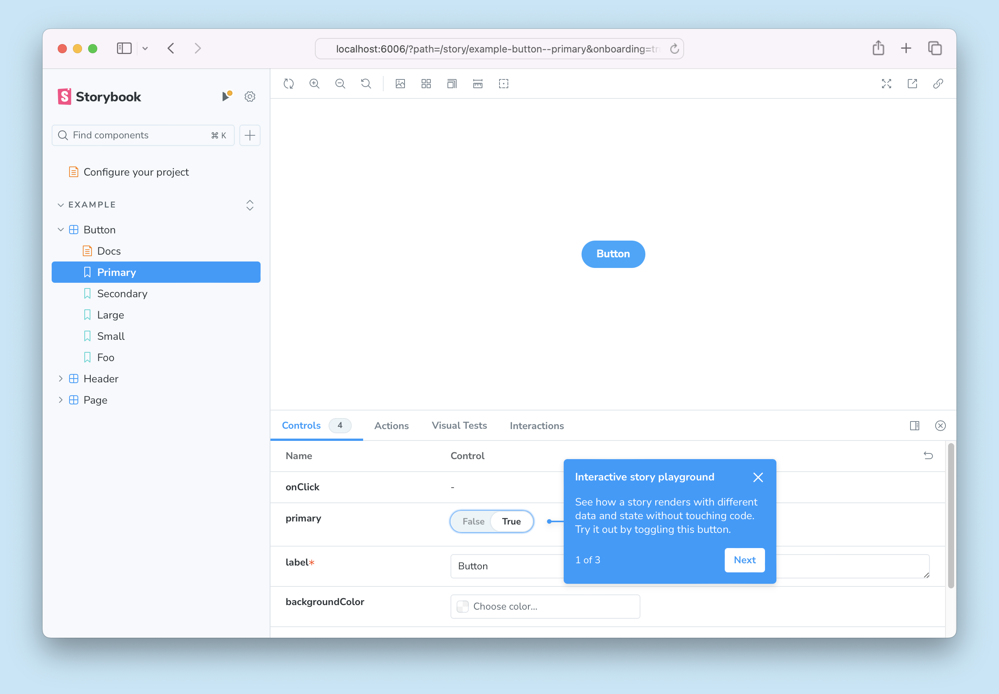 localhost:6006/?path=/story/example-button--primary&onboarding=tr
Storybook
Find components ⌘ K
Configure your project
EXAMPLE
Button
Docs
Primary
Secondary
Large
Small
Foo
Header
Page
Button
Controls 4 Actions Visual Tests Interactions
Name Control
onClick -
primary False True
label* Button
backgroundColor Choose color...
Interactive story playground
See how a story renders with different
data and state without touching code.
Try it out by toggling this button.
1 of 3 Next